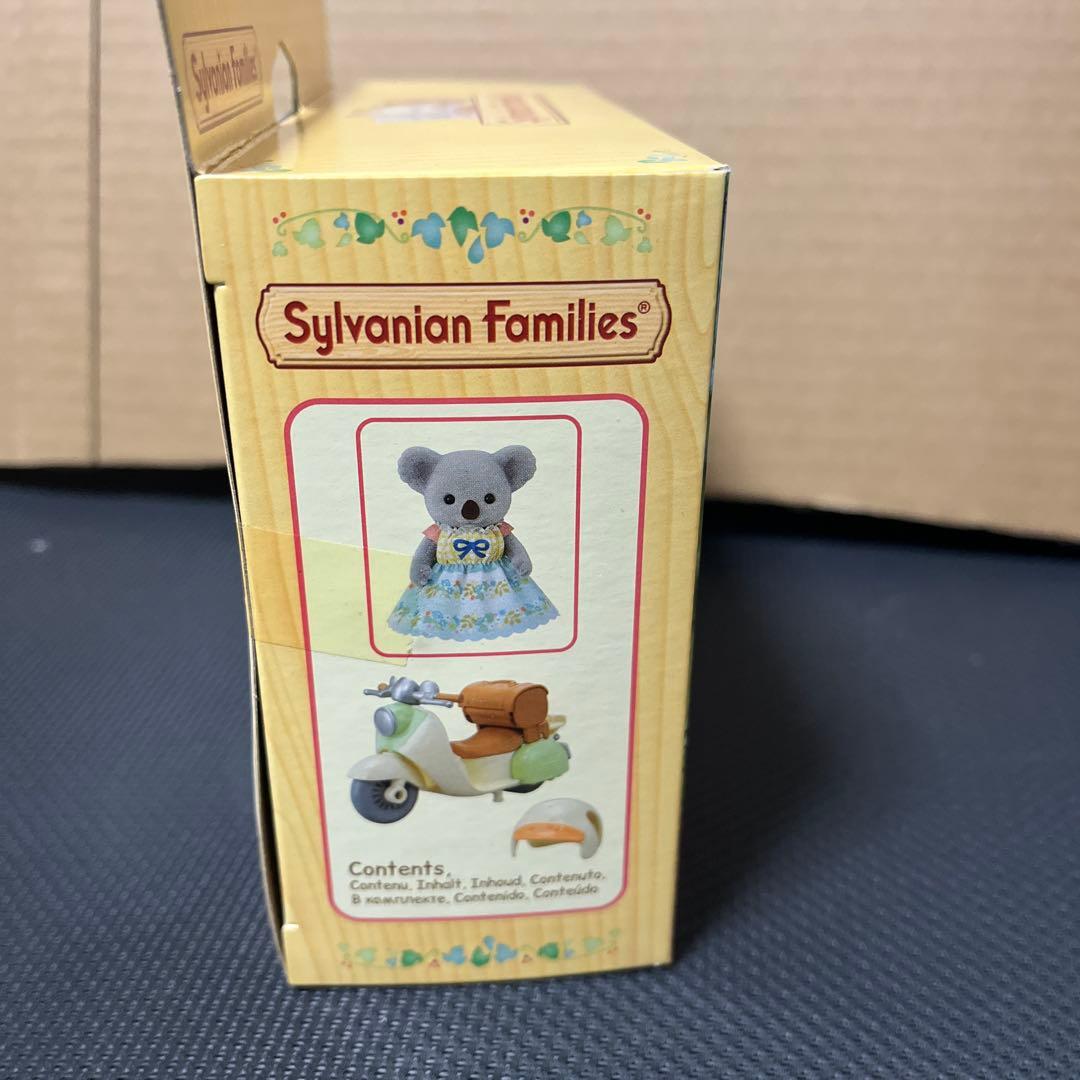 Sylvanian Families
Sylvanian Families®
Contents,
Contenu, Inhalt, Inhoud, Contenuto,
В комплекте, Contenido, Conteúdo